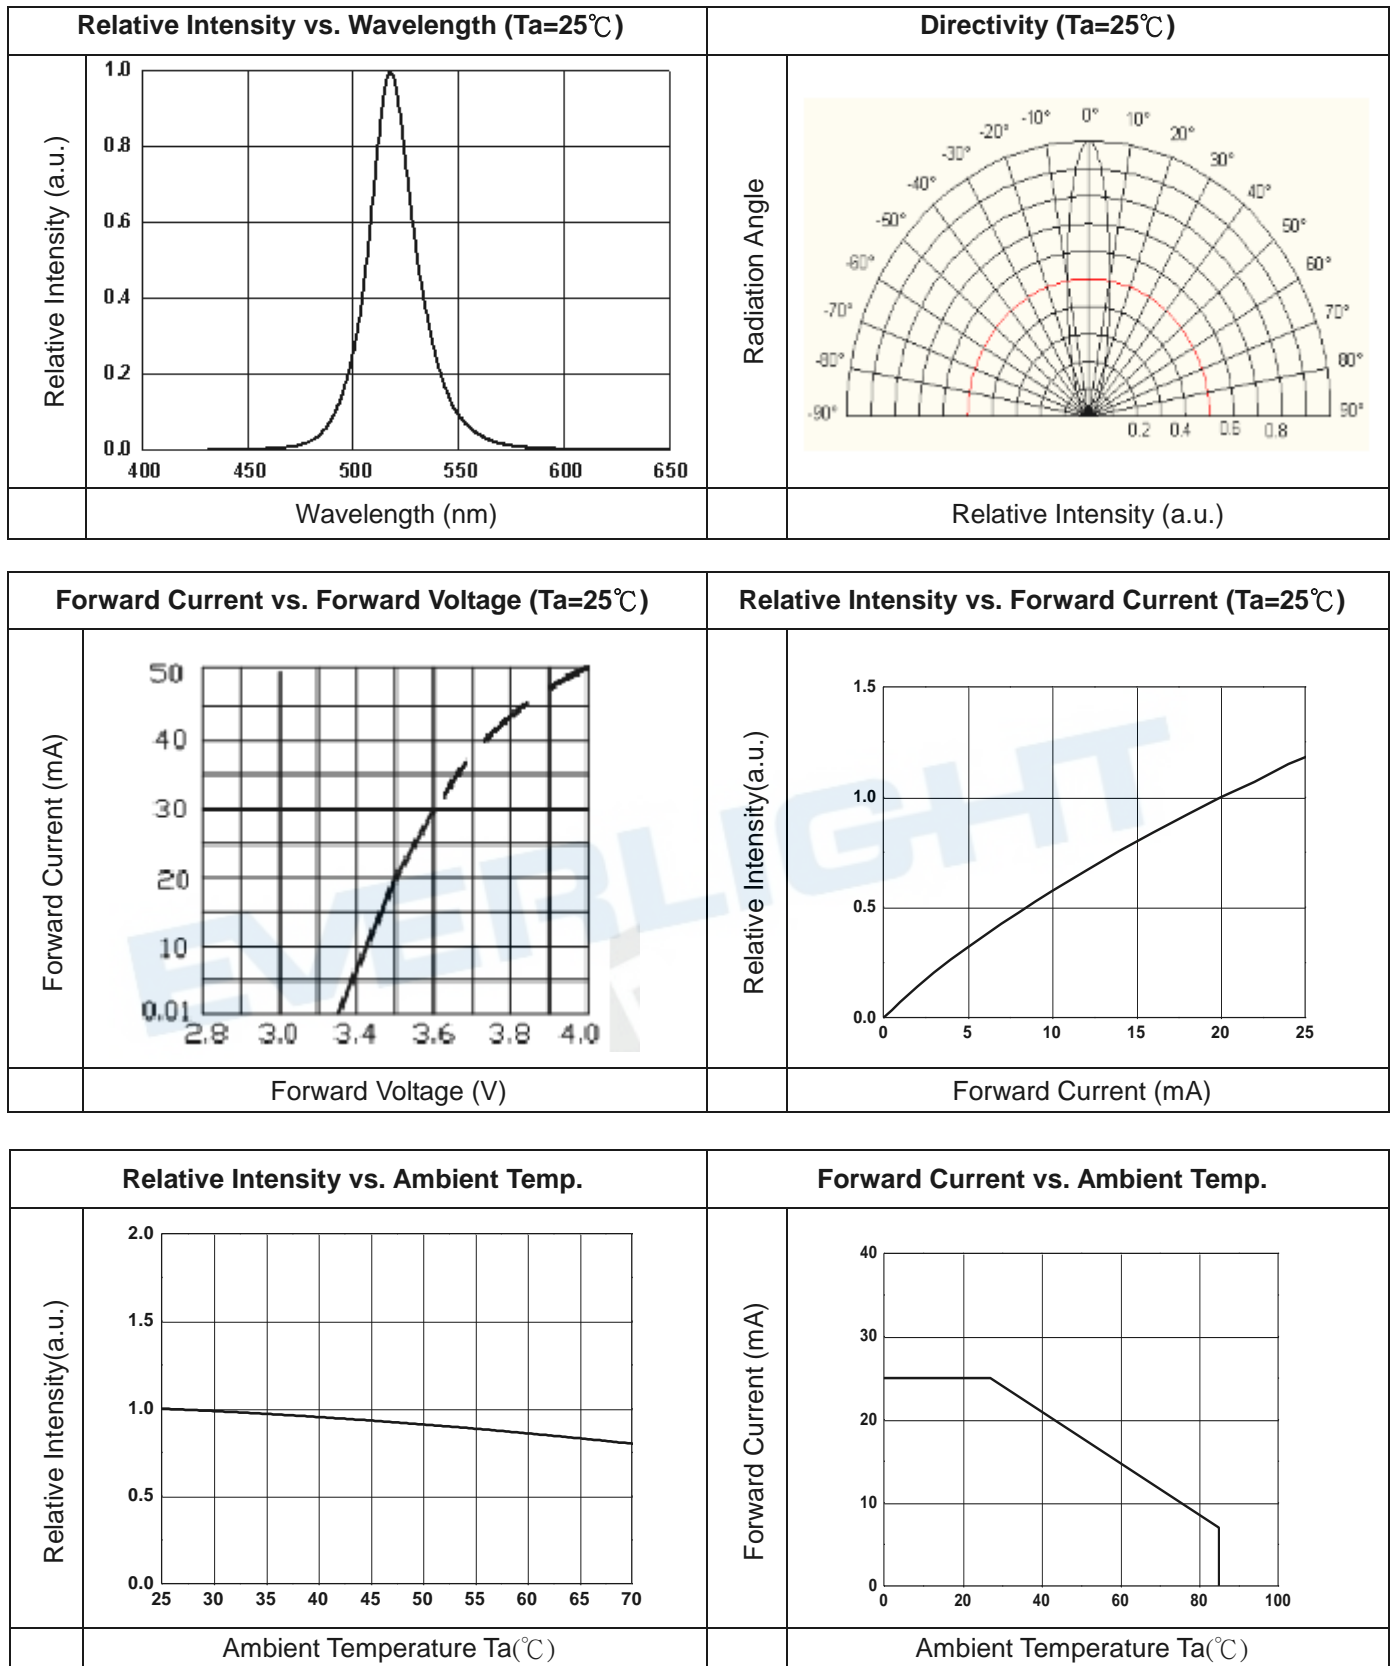 Relative Intensity vs. Wavelength (Ta=25℃)
Directivity (Ta=25℃)
Relative Intensity (a.u.)
1.0
0.8
0.6
0.4
0.2
0.0
400 450 500 550 600 650
Wavelength (nm)
Radiation Angle
-90° -80° -70° -60° -50° -40° -30° -20° -10° 0° 10° 20° 30° 40° 50° 60° 70° 80° 90°
0.2 0.4 0.6 0.8
Relative Intensity (a.u.)
Forward Current vs. Forward Voltage (Ta=25℃)
Relative Intensity vs. Forward Current (Ta=25℃)
Forward Current (mA)
50
40
30
20
10
0.01
2.8 3.0 3.4 3.6 3.8 4.0
Forward Voltage (V)
Relative Intensity(a.u.)
1.5
1.0
0.5
0.0
0 5 10 15 20 25
Forward Current (mA)
EVERLIGHT
Relative Intensity vs. Ambient Temp.
Forward Current vs. Ambient Temp.
Relative Intensity(a.u.)
2.0
1.5
1.0
0.5
0.0
25 30 35 40 45 50 55 60 65 70
Ambient Temperature Ta(℃)
Forward Current (mA)
40
30
20
10
0
0 20 40 60 80 100
Ambient Temperature Ta(℃)